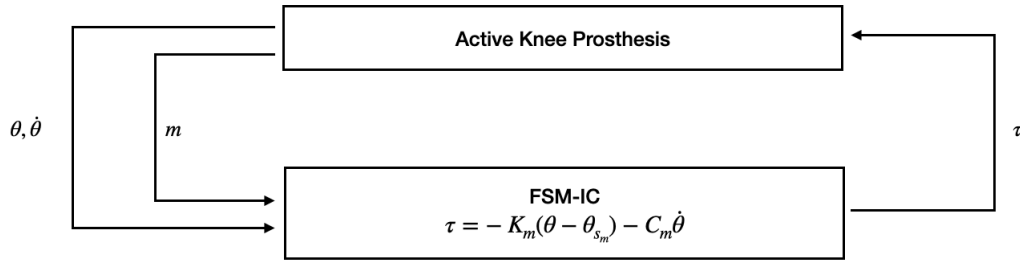 Active Knee Prosthesis
θ, θ̇
m
τ
FSM-IC
τ = − K_m(θ − θ_{s_m}) − C_m θ̇